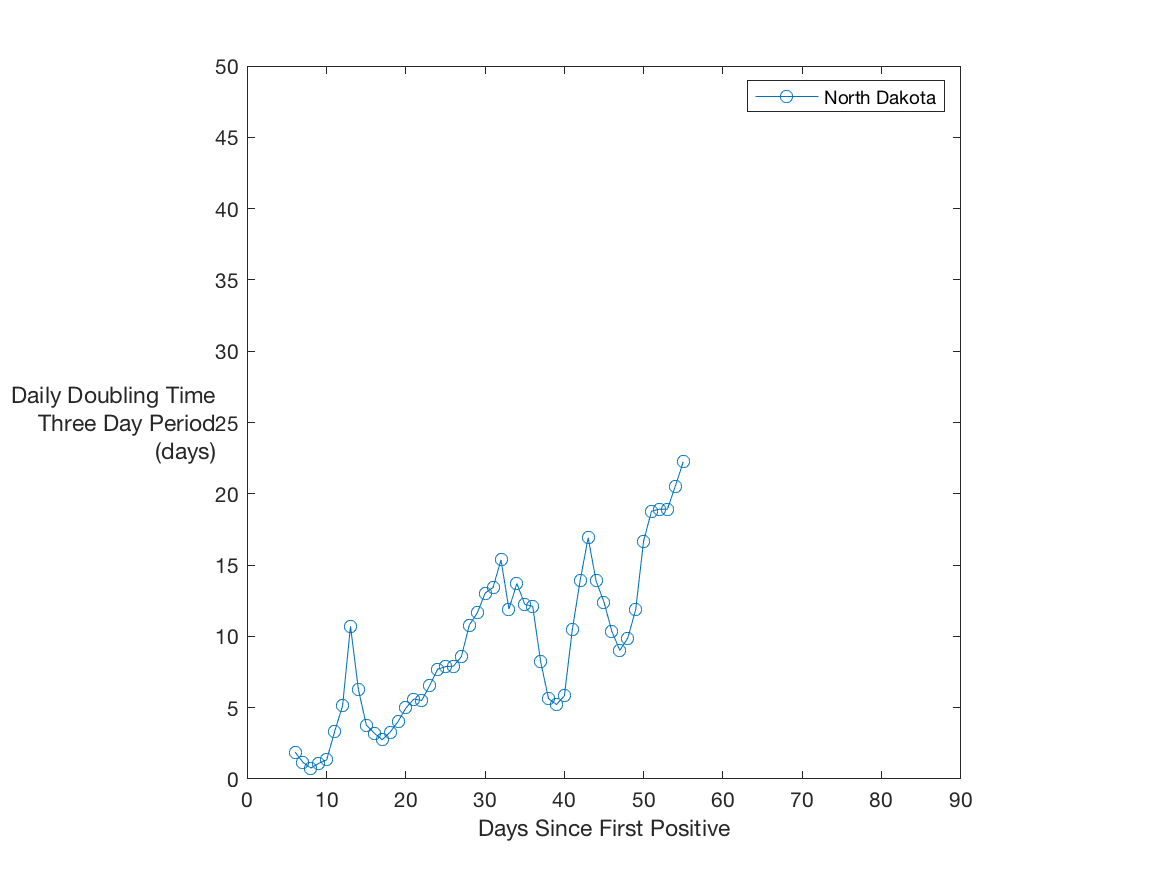 50
North Dakota
45
40
35
30
Daily Doubling Time
Three Day Period
(days)
25
20
15
10
5
0
0 10 20 30 40 50 60 70 80 90
Days Since First Positive